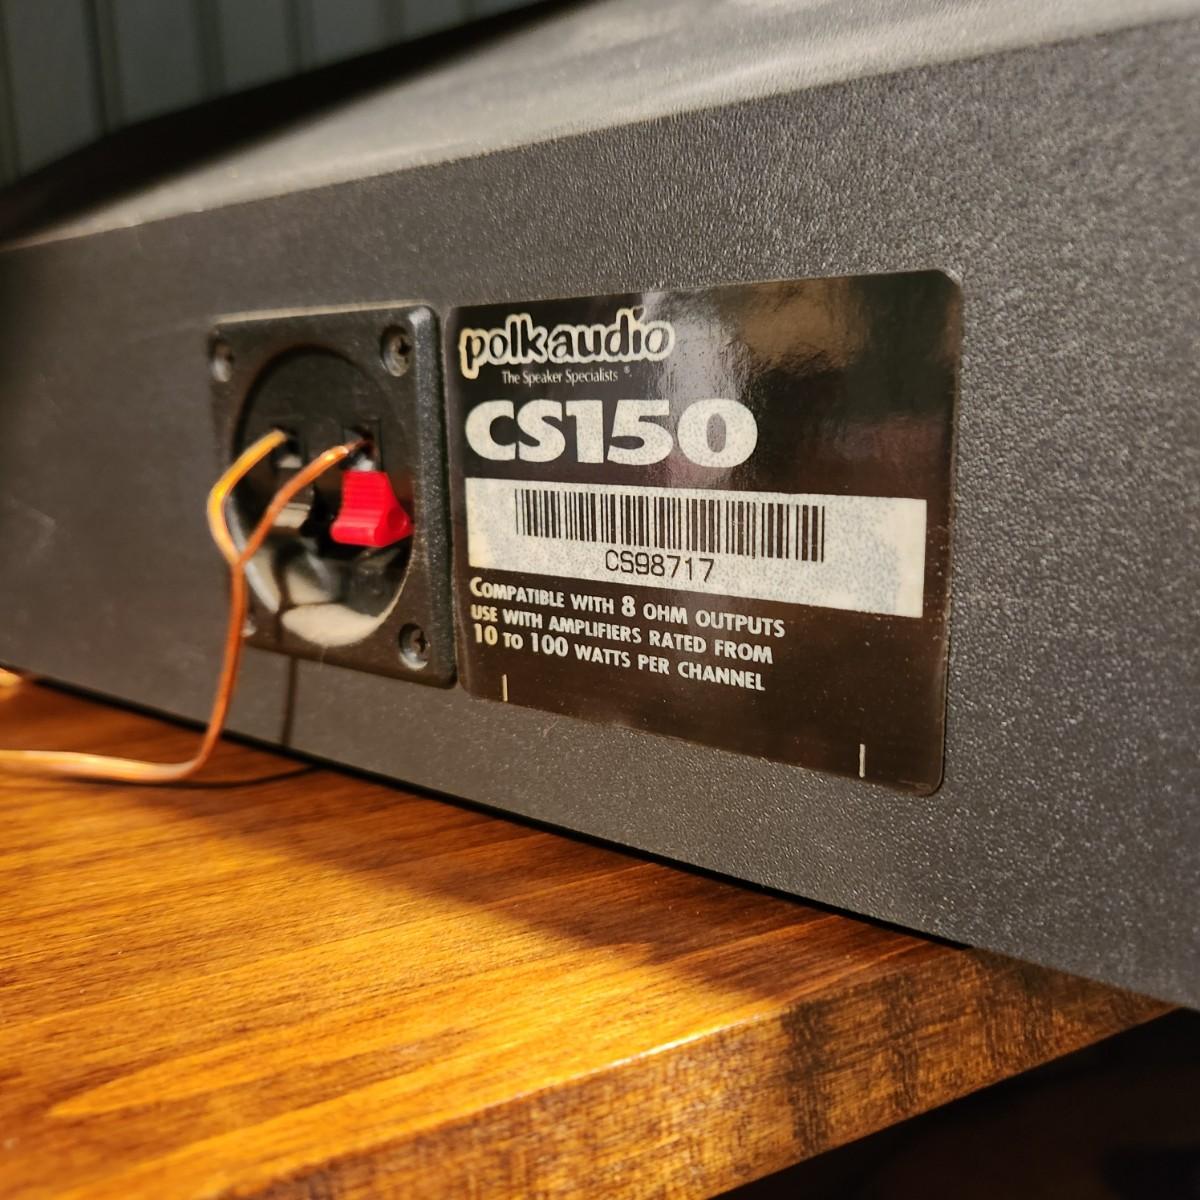 polk audio
The Speaker Specialists ®
CS150
CS98717
COMPATIBLE WITH 8 OHM OUTPUTS
USE WITH AMPLIFIERS RATED FROM
10 TO 100 WATTS PER CHANNEL